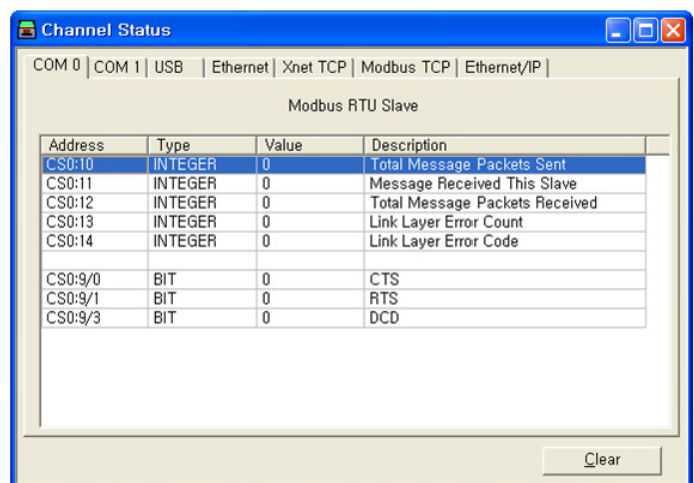 Channel Status
COM 0 COM 1 USB Ethernet Xnet TCP Modbus TCP Ethernet/IP
Modbus RTU Slave
Address Type Value Description
CS0:10 INTEGER 0 Total Message Packets Sent
CS0:11 INTEGER 0 Message Received This Slave
CS0:12 INTEGER 0 Total Message Packets Received
CS0:13 INTEGER 0 Link Layer Error Count
CS0:14 INTEGER 0 Link Layer Error Code
CS0:9/0 BIT 0 CTS
CS0:9/1 BIT 0 RTS
CS0:9/3 BIT 0 DCD
Clear